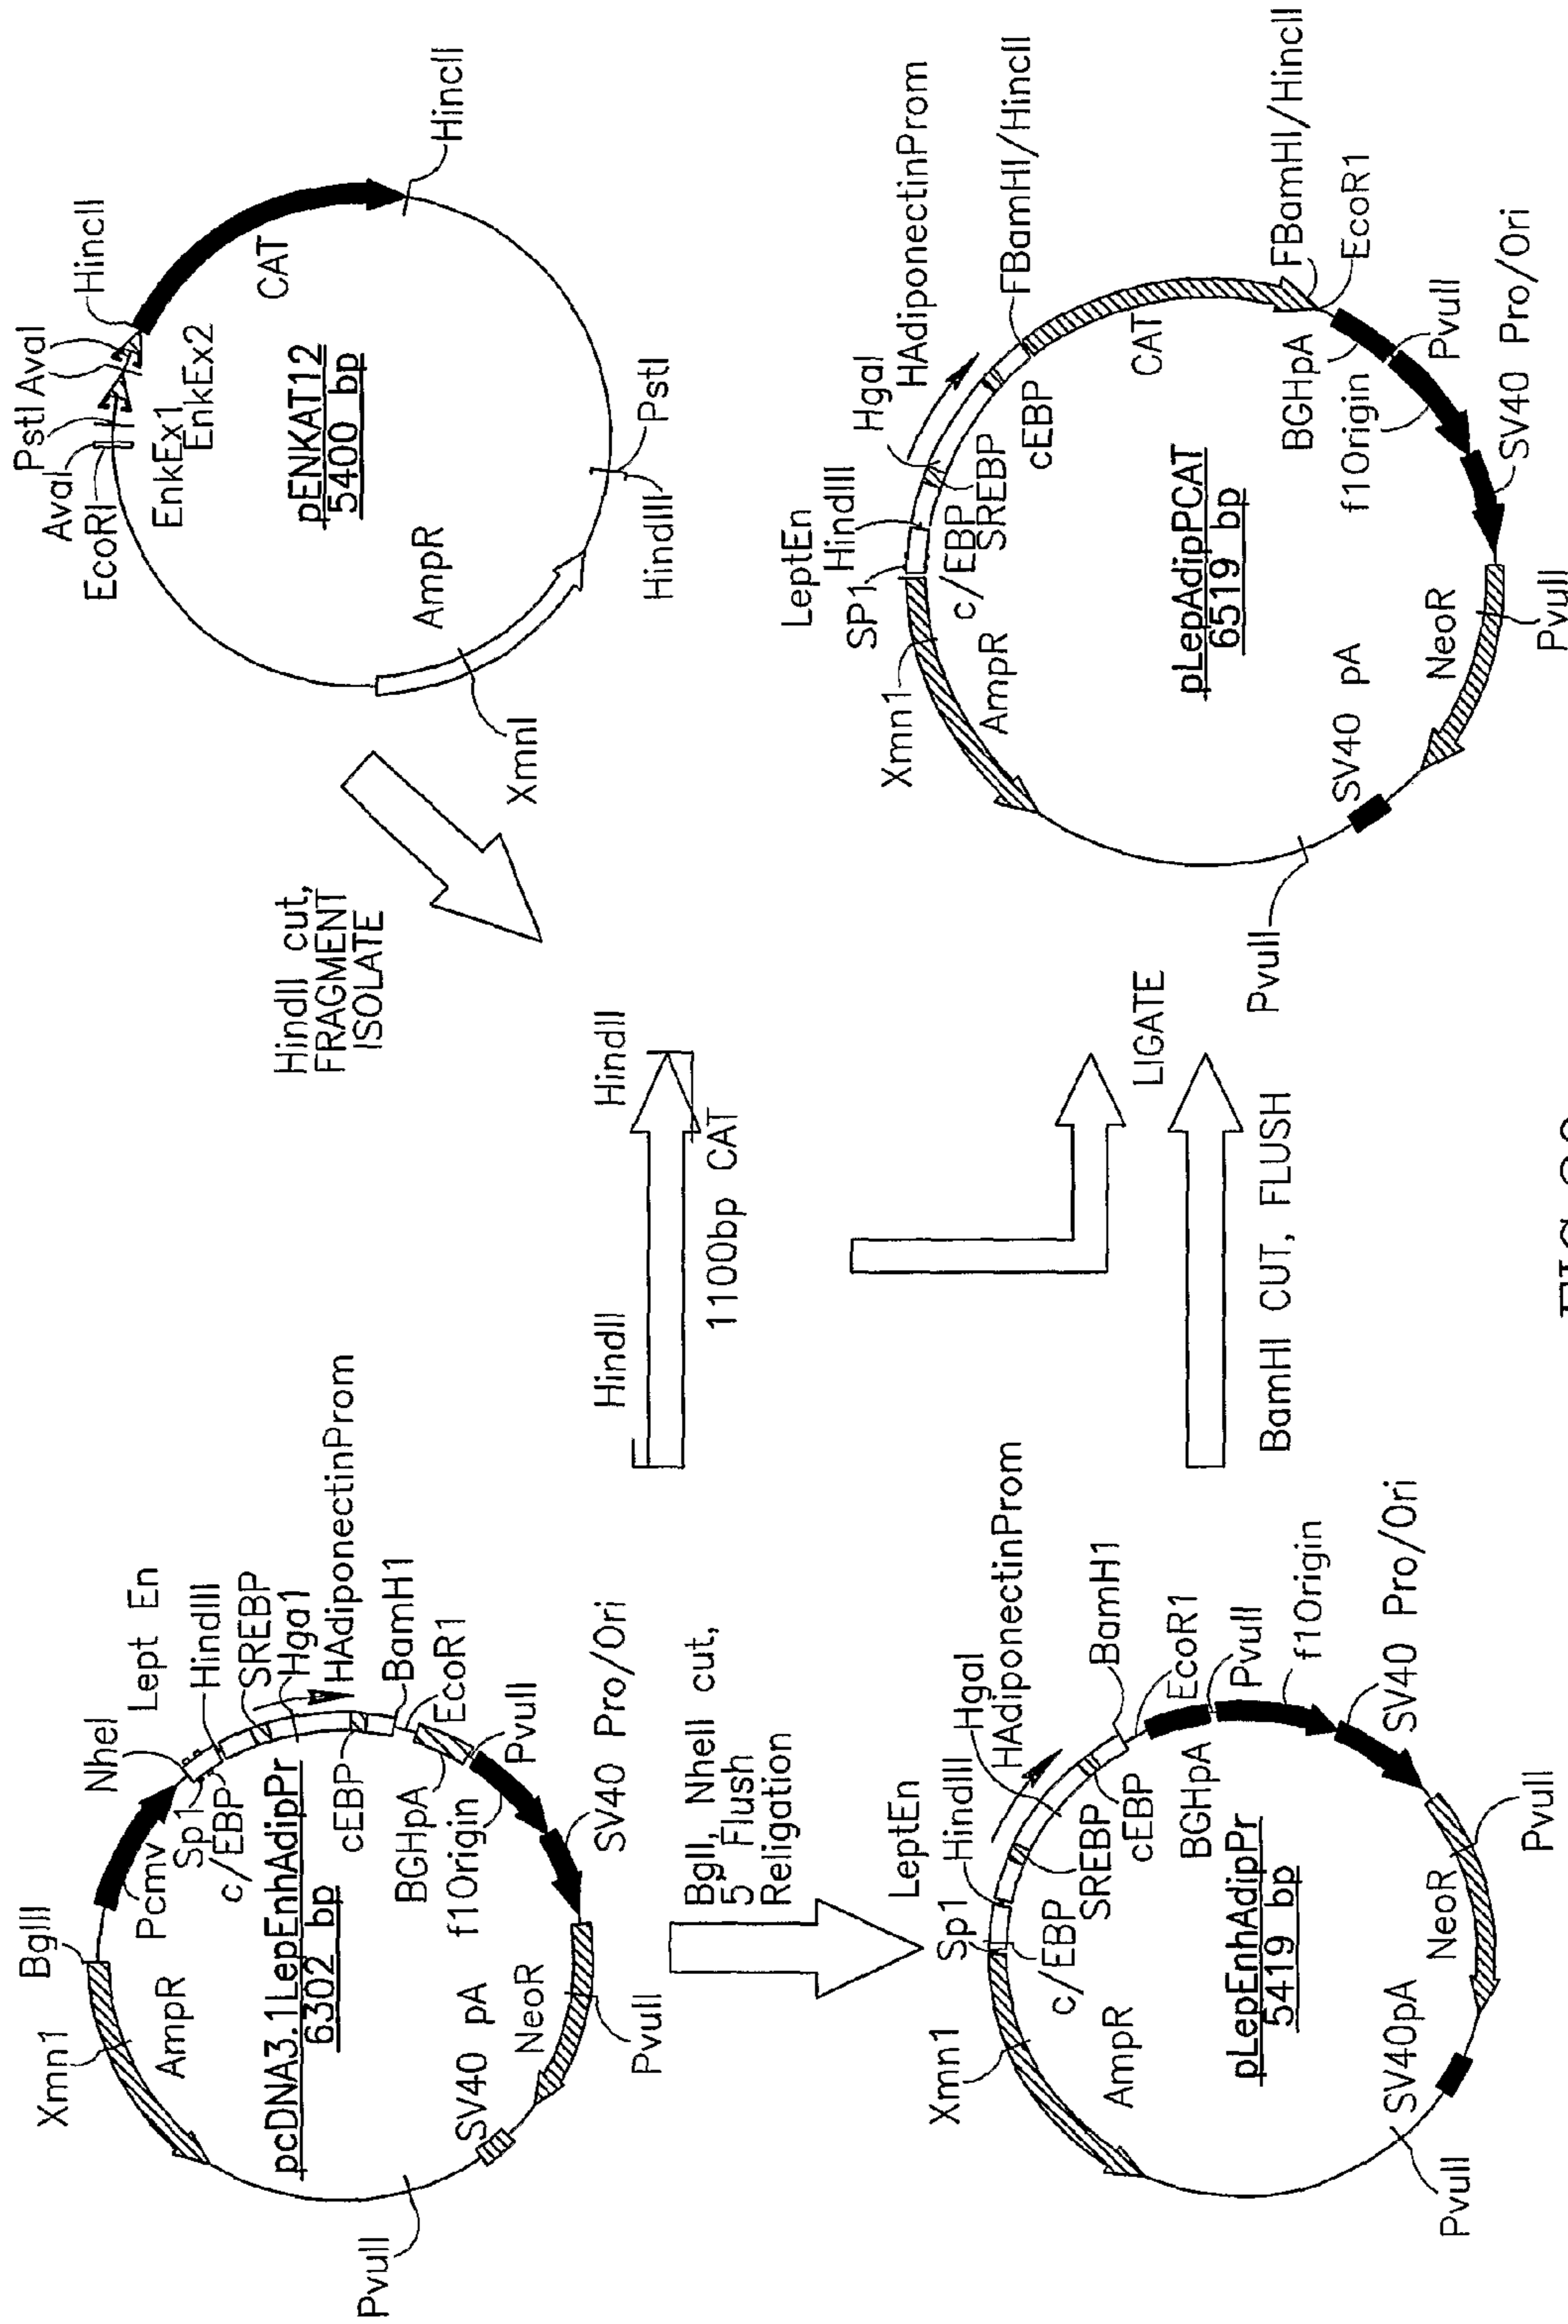 BglII
Xmn1
NheI
Lept En
Pcmv
Sp1
HindIII
c/EBP
SREBP
Hga1
HAdiponectinProm
AmpR
pcDNA3.1LepEnhAdipPr
6302 bp
cEBP
BamH1
EcoR1
BGHpA
PvuII
f1Origin
SV40 Pro/Ori
SV40 pA
NeoR
PvuII
PvuII
HindII cut,
FRAGMENT
ISOLATE
PstI
AvaI
AvaI
EcoRI
HincII
EnkEx1
EnkEx2
CAT
pENKAT12
5400 bp
HincII
AmpR
XmnI
PstI
HindIII
HindII
HindII
1100bp CAT
BglI, NheII cut,
5' Flush
Religation
LIGATE
BamHI CUT, FLUSH
LeptEn
Sp1
HindIII
HgaI
HAdiponectinProm
Xmn1
c/EBP
SREBP
cEBP
BamH1
EcoR1
AmpR
BGHpA
PvuII
pLepEnhAdipPr
5419 bp
f1Origin
SV40 Pro/Ori
SV40pA
NeoR
PvuII
PvuII
LeptEn
SP1
HindIII
HgaI
HAdiponectinProm
Xmn1
c/EBP
SREBP
cEBP
FBamHI/HincII
AmpR
CAT
pLepAdipPCAT
6519 bp
FBamHI/HincII
EcoR1
BGHpA
f1Origin
PvuII
SV40 Pro/Ori
SV40 pA
NeoR
PvuII
PvuII